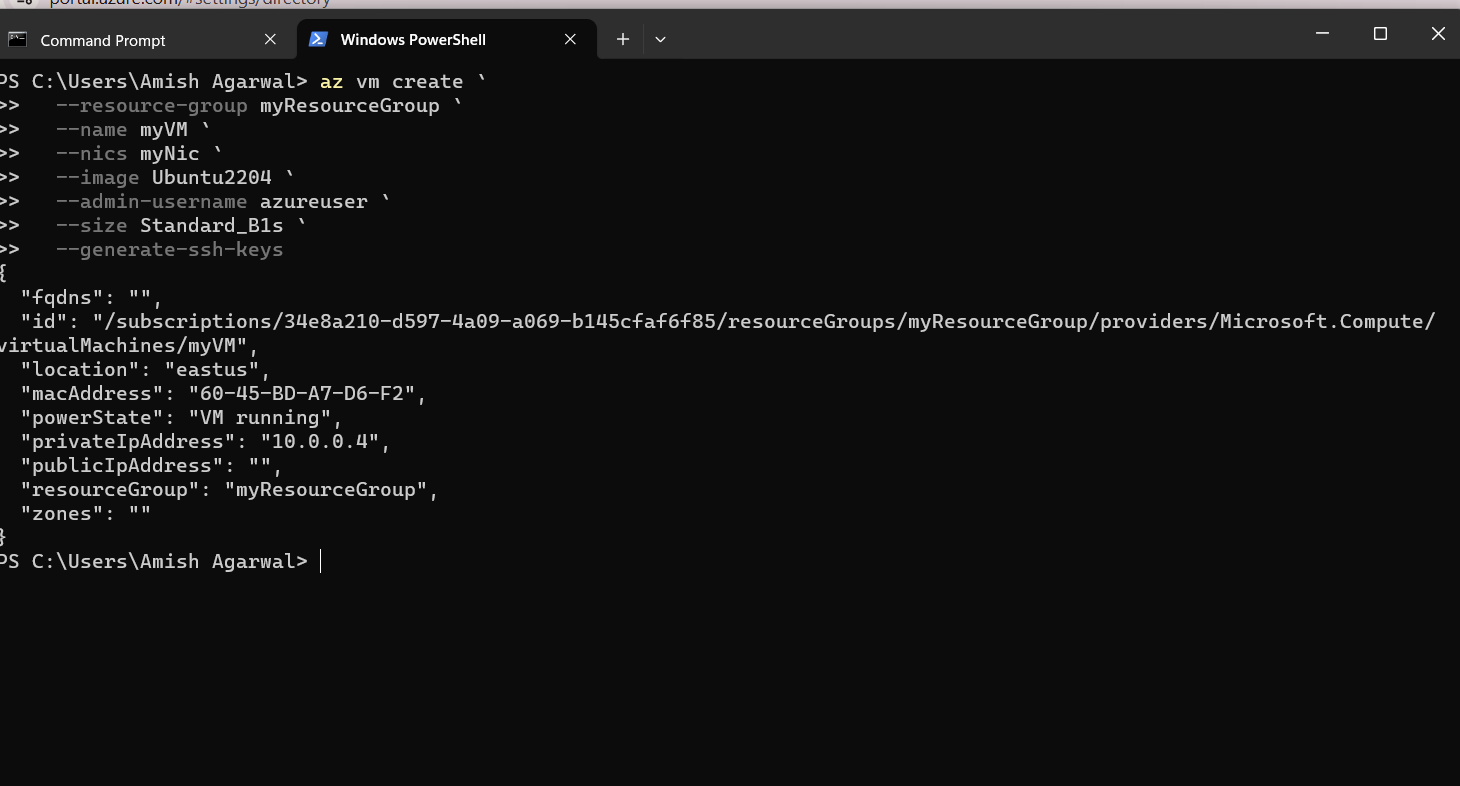 portal.azure.com/#settings/directory
Command Prompt
Windows PowerShell
PS C:\Users\Amish Agarwal> az vm create `
>>   --resource-group myResourceGroup `
>>   --name myVM `
>>   --nics myNic `
>>   --image Ubuntu2204 `
>>   --admin-username azureuser `
>>   --size Standard_B1s `
>>   --generate-ssh-keys
{
  "fqdns": "",
  "id": "/subscriptions/34e8a210-d597-4a09-a069-b145cfaf6f85/resourceGroups/myResourceGroup/providers/Microsoft.Compute/
virtualMachines/myVM",
  "location": "eastus",
  "macAddress": "60-45-BD-A7-D6-F2",
  "powerState": "VM running",
  "privateIpAddress": "10.0.0.4",
  "publicIpAddress": "",
  "resourceGroup": "myResourceGroup",
  "zones": ""
}
PS C:\Users\Amish Agarwal>